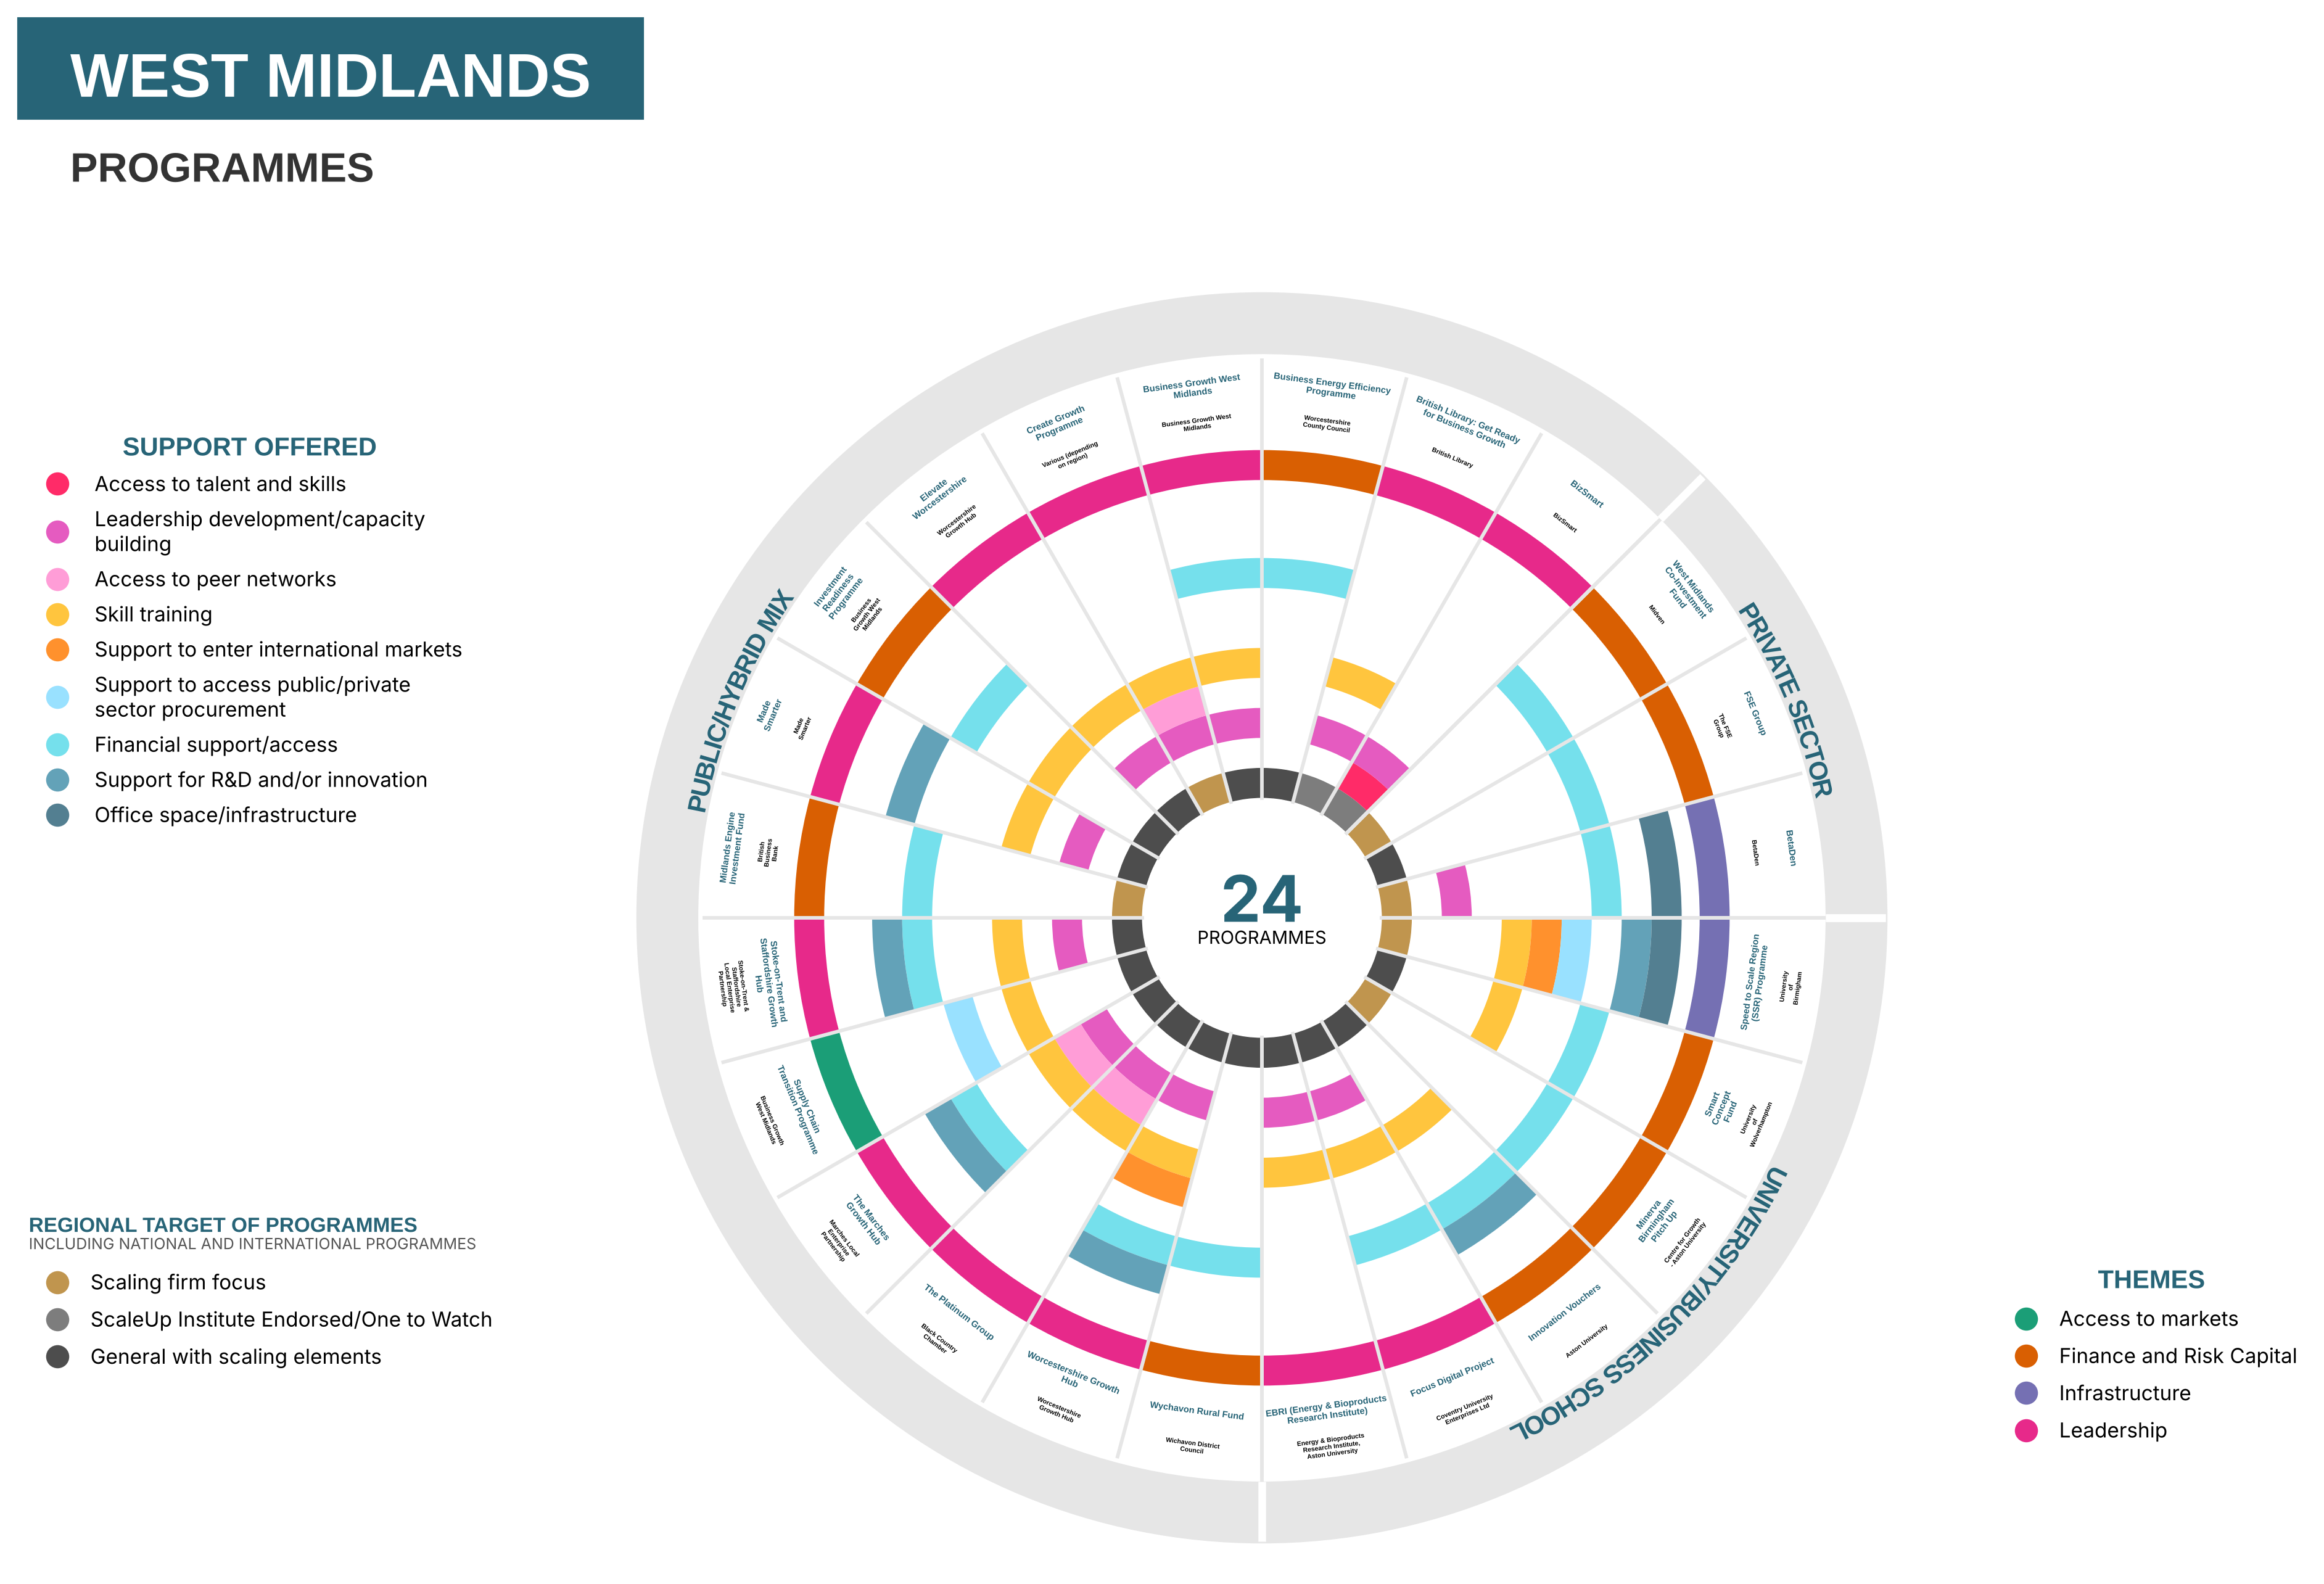 WEST MIDLANDS
PROGRAMMES
SUPPORT OFFERED
Access to talent and skills
Leadership development/capacity
building
Access to peer networks
Skill training
Support to enter international markets
Support to access public/private
sector procurement
Financial support/access
Support for R&D and/or innovation
Office space/infrastructure
REGIONAL TARGET OF PROGRAMMES
INCLUDING NATIONAL AND INTERNATIONAL PROGRAMMES
Scaling firm focus
ScaleUp Institute Endorsed/One to Watch
General with scaling elements
24
PROGRAMMES
PRIVATE SECTOR
West Midlands
Co-Investment
Fund
Midven
FSE Group
The FSE
Group
BetaDen
BetaDen
UNIVERSITY/BUSINESS SCHOOL
Speed to Scale Region
(SSR) Programme
University
of
Birmigham
Smart
Concept
Fund
University
of
Wolverhampton
Minerva
Birmingham
Pitch Up
Centre for Growth
- Aston University
Innovation Vouchers
Aston University
Focus Digital Project
Coventry University
Enterprises Ltd
EBRI (Energy & Bioproducts
Research Institute)
Energy & Bioproducts
Research Institute,
Aston University
PUBLIC/HYBRID MIX
Wychavon Rural Fund
Wichavon District
Council
Worcestershire Growth
Hub
Worcestershire
Growth Hub
The Platinum Group
Black Country
Chamber
The Marches
Growth Hub
Marches Local
Enterprise
Partnership
Supply Chain
Transition Programme
Business Growth
West Midlands
Stoke-on-Trent and
Staffordshire Growth
Hub
Stoke-on-Trent &
Staffordshire
Local Enterprise
Partnership
Midlands Engine
Investment Fund
British
Business
Bank
Made
Smarter
Made
Smarter
Investment
Readiness
Programme
Business
Growth West
Midlands
Elevate
Worcestershire
Worcestershire
Growth Hub
Create Growth
Programme
Various (depending
on region)
Business Growth West
Midlands
Business Growth West
Midlands
Business Energy Efficiency
Programme
Worcestershire
County Council
British Library: Get Ready
for Business Growth
British Library
BizSmart
BizSmart
THEMES
Access to markets
Finance and Risk Capital
Infrastructure
Leadership